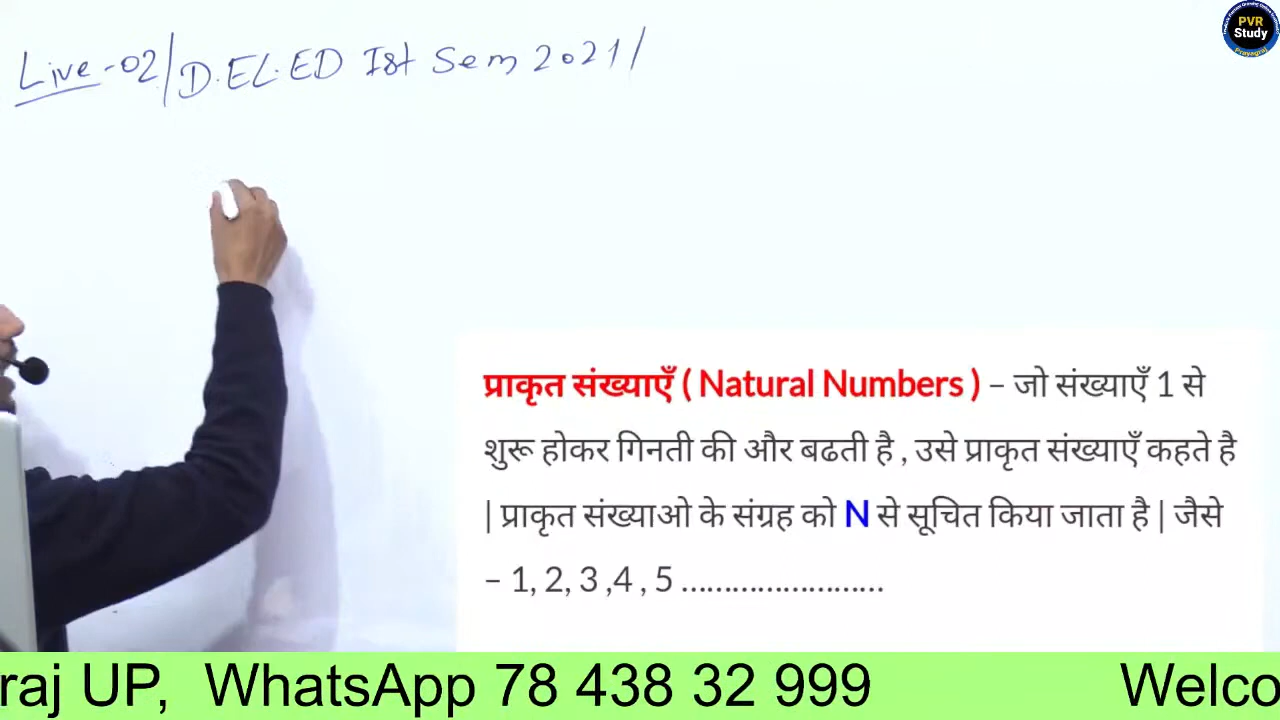 Live-02/D.EL.ED Ist Sem 2021/
PVR
Study
Prayagraj
प्राकृत संख्याएँ ( Natural Numbers ) – जो संख्याएँ 1 से
शुरू होकर गिनती की और बढती है , उसे प्राकृत संख्याएँ कहते है
| प्राकृत संख्याओ के संग्रह को N से सूचित किया जाता है | जैसे
– 1, 2, 3 ,4 , 5 ........................
raj UP, WhatsApp 78 438 32 999 Welco